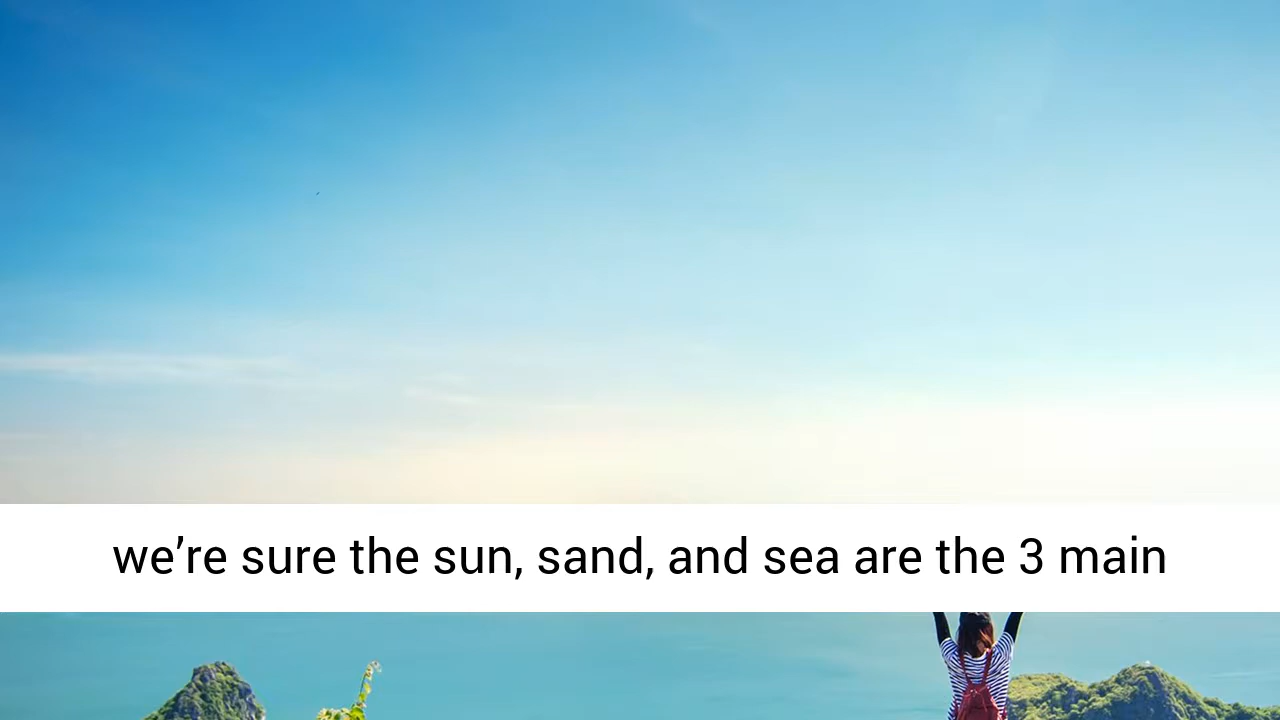 we’re sure the sun, sand, and sea are the 3 main